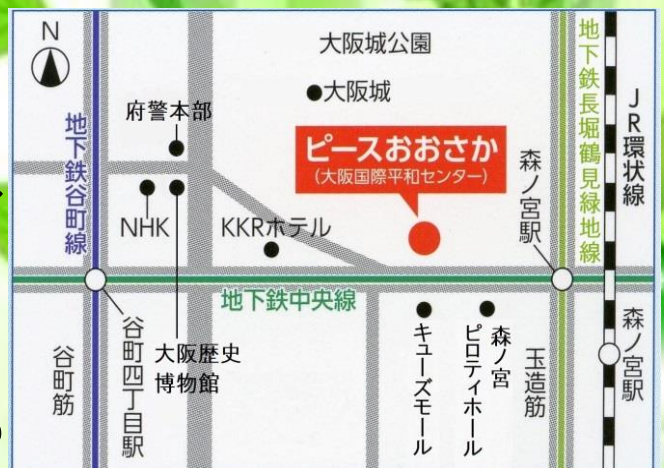 N
大阪城公園
大阪城
府警本部
ピースおおさか
(大阪国際平和センター)
地下鉄谷町線
NHK
KKRホテル
森ノ宮駅
地下鉄長堀鶴見緑地線
JR環状線
地下鉄中央線
谷町筋
谷町四丁目駅
大阪歴史
博物館
キューズモール
森ノ宮
ピロティホール
玉造筋
森ノ宮駅